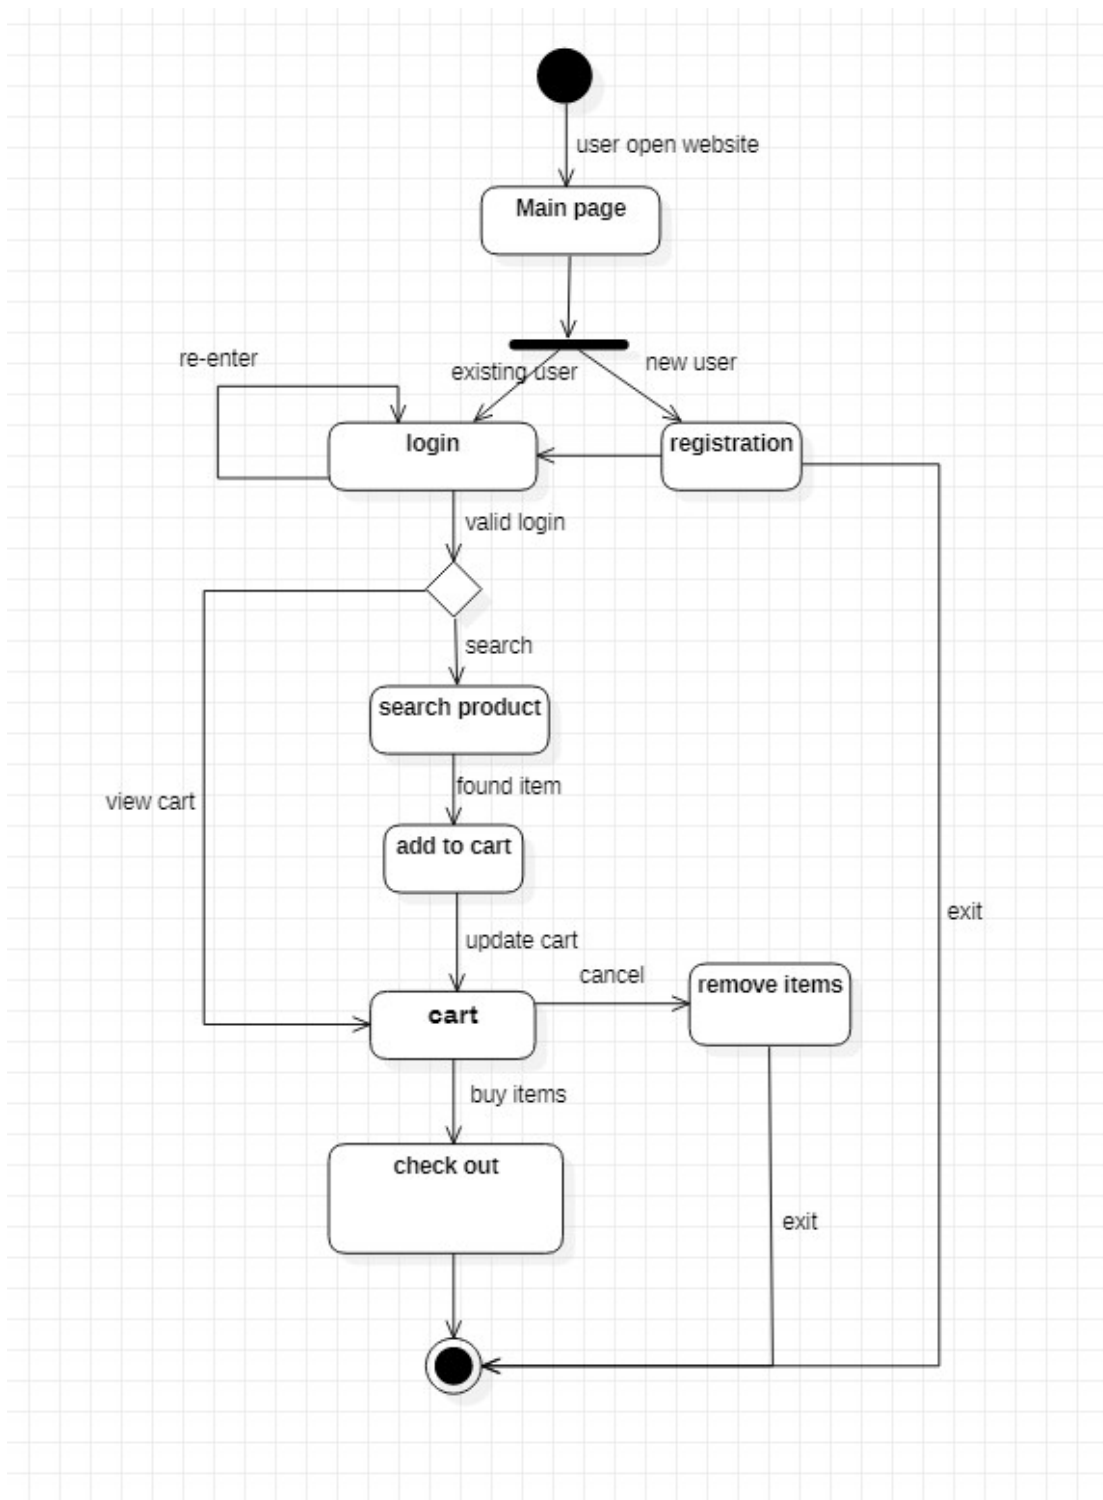 user open website
Main page
re-enter
existing user
new user
login
registration
valid login
search
search product
found item
view cart
add to cart
exit
update cart
cancel
remove items
cart
buy items
check out
exit